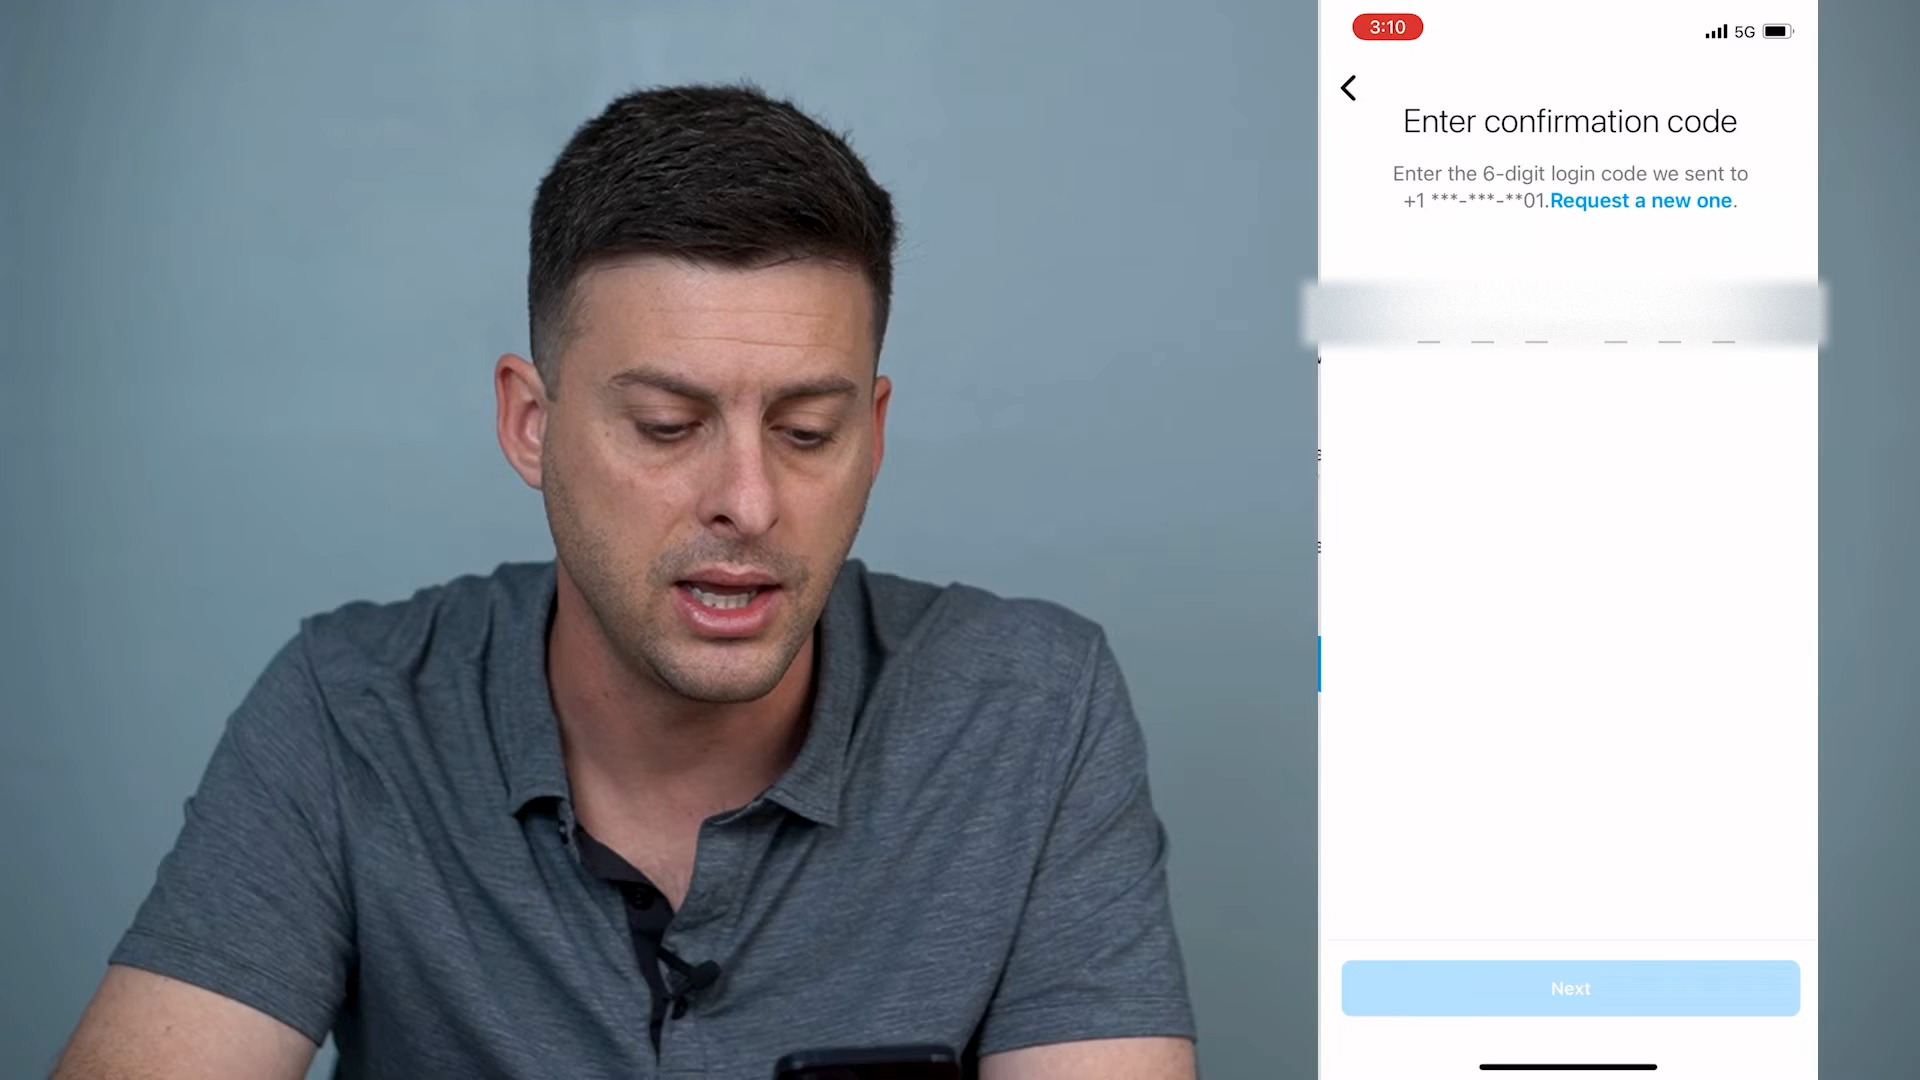 3:10
5G
Enter confirmation code
Enter the 6-digit login code we sent to
+1 ***-***-**01.Request a new one.
Next